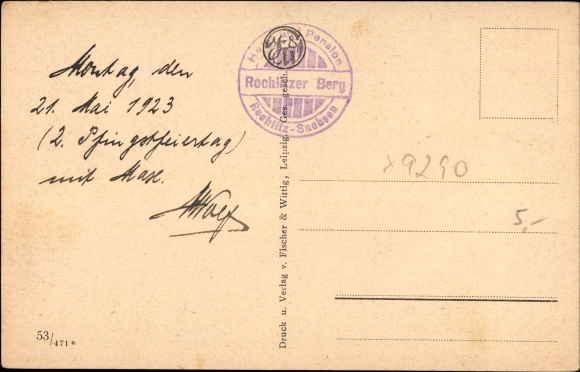 Montag, den
21. Mai 1923
(2. Pfingstfeiertag)
mit Max.
Pension
Rochlitzer Berg
Rochlitz-Sachsen
Druck u. Verlag v. Fischer & Wittig, Leipzig. Ges. gesch.
x9290
5,-
53/471*